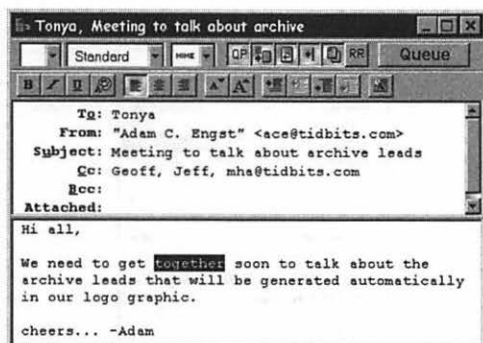 Tonya, Meeting to talk about archive
Standard MIME QP RR Queue
B I U
To: Tonya
From: "Adam C. Engst" <ace@tidbits.com>
Subject: Meeting to talk about archive leads
Cc: Geoff, Jeff, mha@tidbits.com
Bcc:
Attached:
Hi all,
We need to get together soon to talk about the
archive leads that will be generated automatically
in our logo graphic.
cheers... -Adam